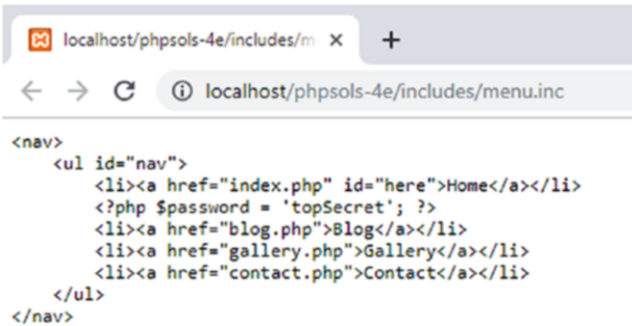 localhost/phpsols-4e/includes/m
localhost/phpsols-4e/includes/menu.inc
<nav>
    <ul id="nav">
        <li><a href="index.php" id="here">Home</a></li>
        <?php $password = 'topSecret'; ?>
        <li><a href="blog.php">Blog</a></li>
        <li><a href="gallery.php">Gallery</a></li>
        <li><a href="contact.php">Contact</a></li>
    </ul>
</nav>